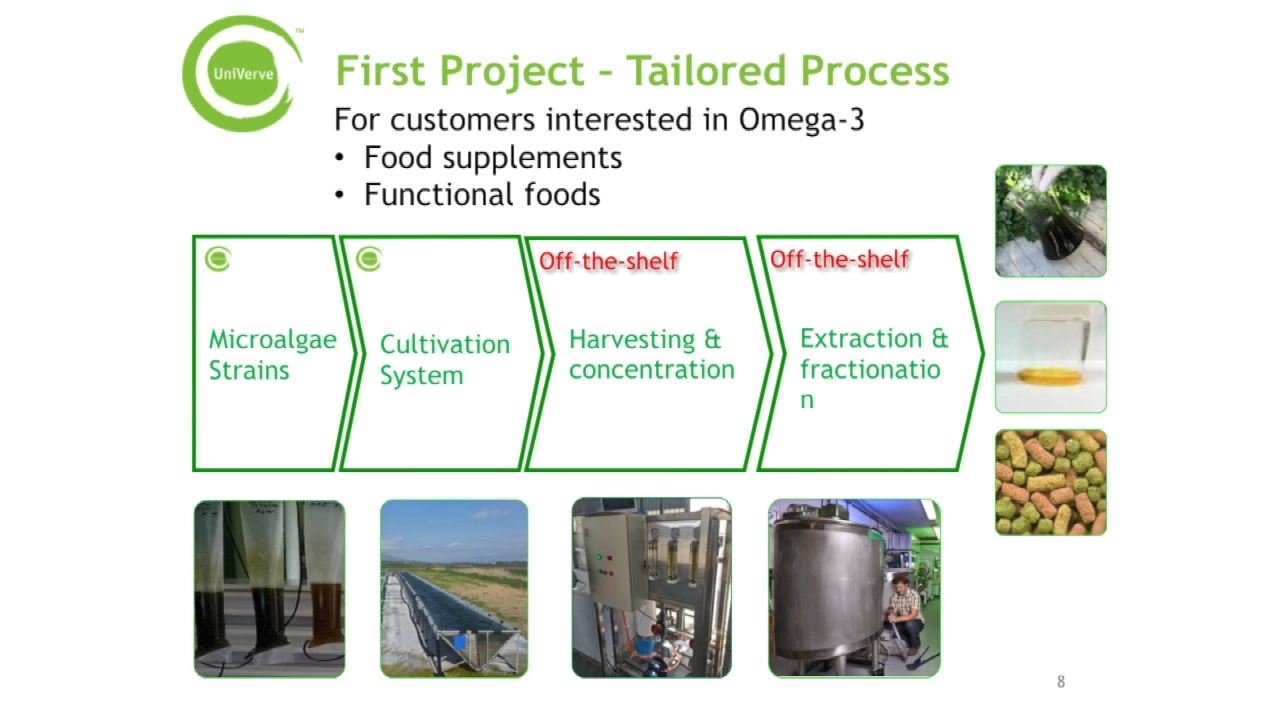 UniVerve
™
First Project - Tailored Process
For customers interested in Omega-3
• Food supplements
• Functional foods
Microalgae
Strains
Cultivation
System
Off-the-shelf
Harvesting &
concentration
Off-the-shelf
Extraction &
fractionatio
n
8